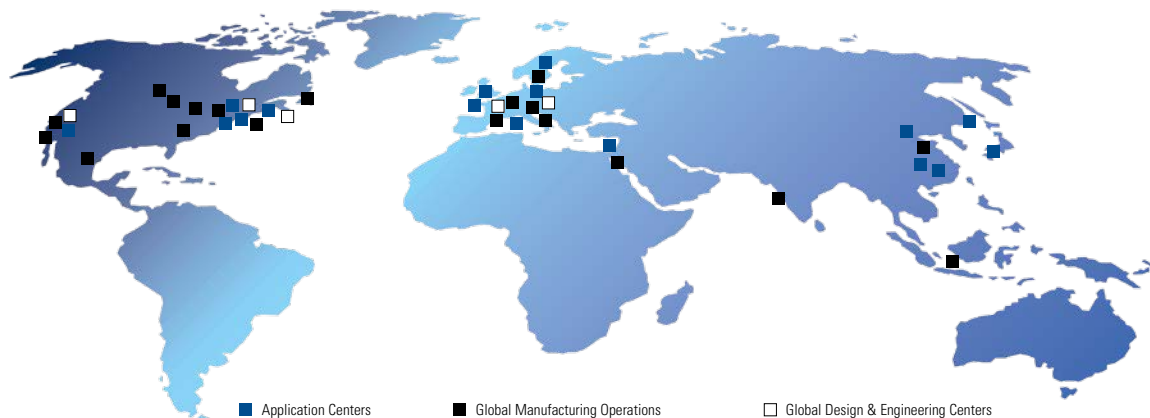 Application Centers
Global Manufacturing Operations
Global Design & Engineering Centers